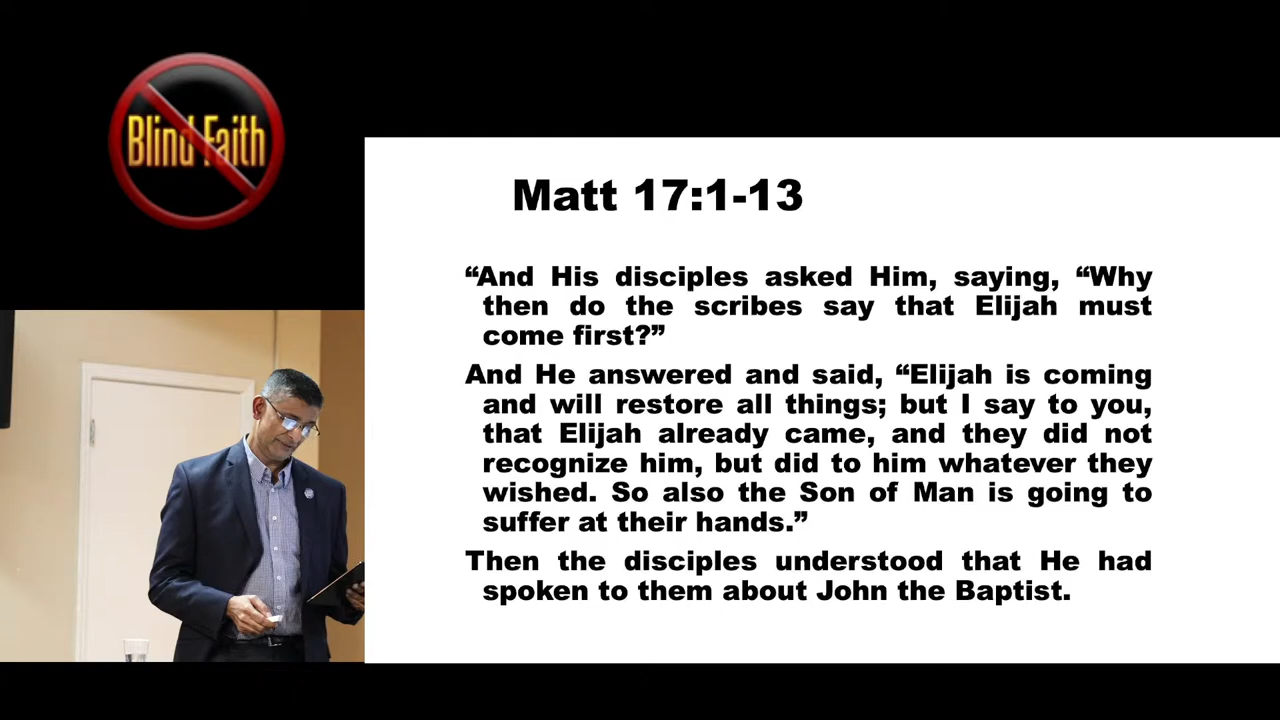 Blind Faith
Matt 17:1-13
“And His disciples asked Him, saying, “Why
then do the scribes say that Elijah must
come first?”
And He answered and said, “Elijah is coming
and will restore all things; but I say to you,
that Elijah already came, and they did not
recognize him, but did to him whatever they
wished. So also the Son of Man is going to
suffer at their hands.”
Then the disciples understood that He had
spoken to them about John the Baptist.